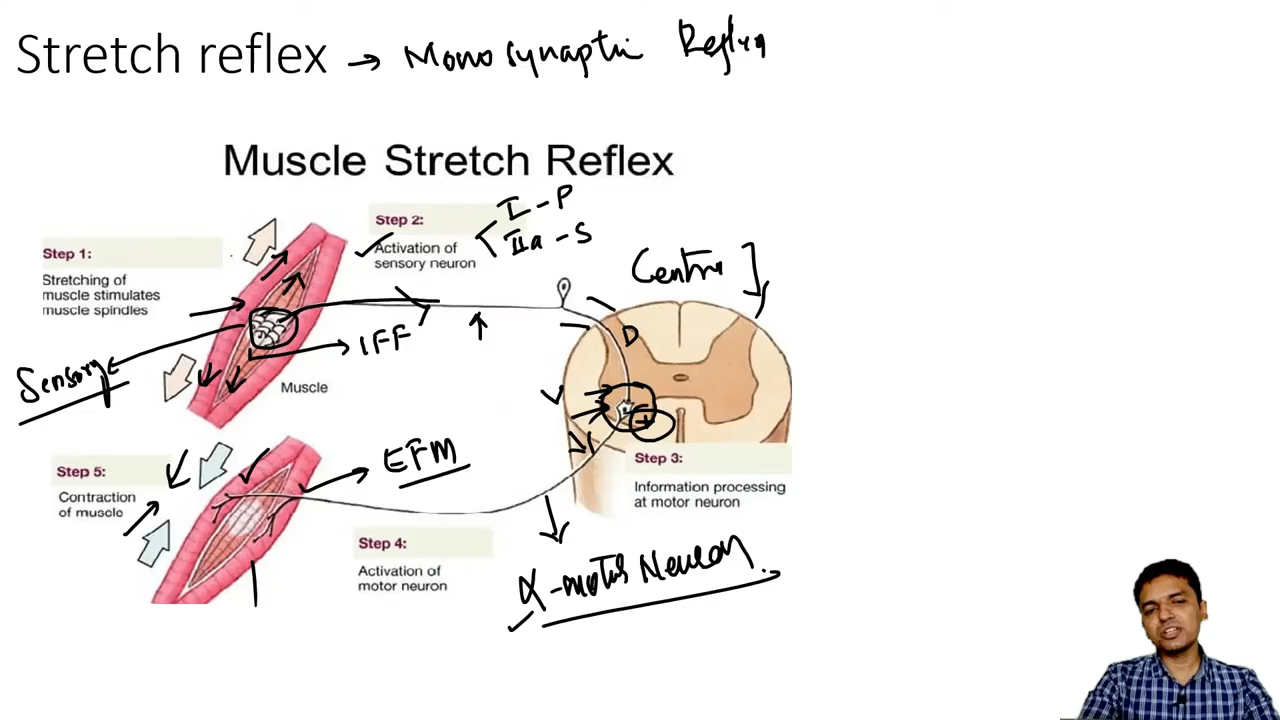 Stretch reflex → Monosynaptic Reflex
Muscle Stretch Reflex
Step 1:
Stretching of
muscle stimulates
muscle spindles
Step 2:
Activation of
sensory neuron
I - P
IIa - S
Centre
D
IFF
Sensory
Muscle
+
Step 3:
Information processing
at motor neuron
Step 5:
Contraction
of muscle
EFM
Step 4:
Activation of
motor neuron
α-motor Neuron